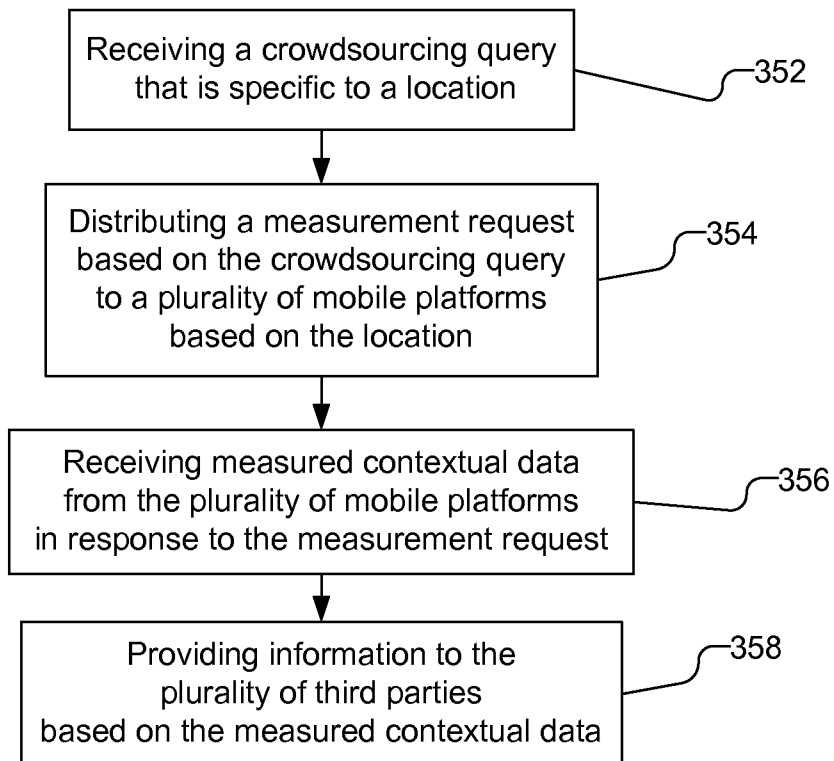 Receiving a crowdsourcing query
that is specific to a location
352
Distributing a measurement request
based on the crowdsourcing query
to a plurality of mobile platforms
based on the location
354
Receiving measured contextual data
from the plurality of mobile platforms
in response to the measurement request
356
Providing information to the
plurality of third parties
based on the measured contextual data
358